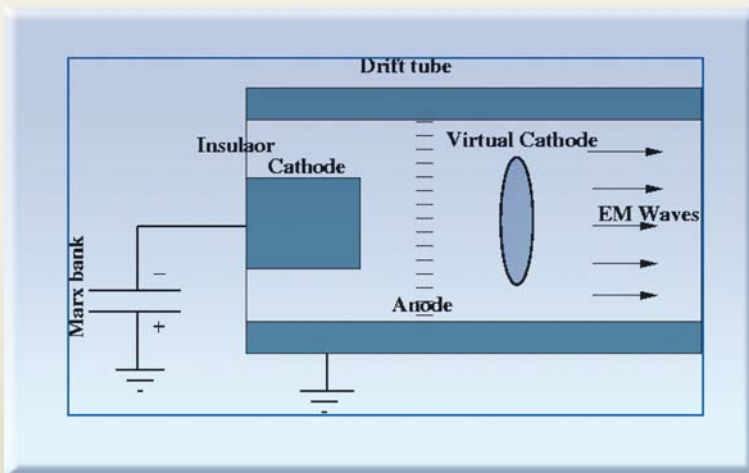 Drift tube
Insulaor
Virtual Cathode
Cathode
EM Waves
Marx bank
−
+
Anode